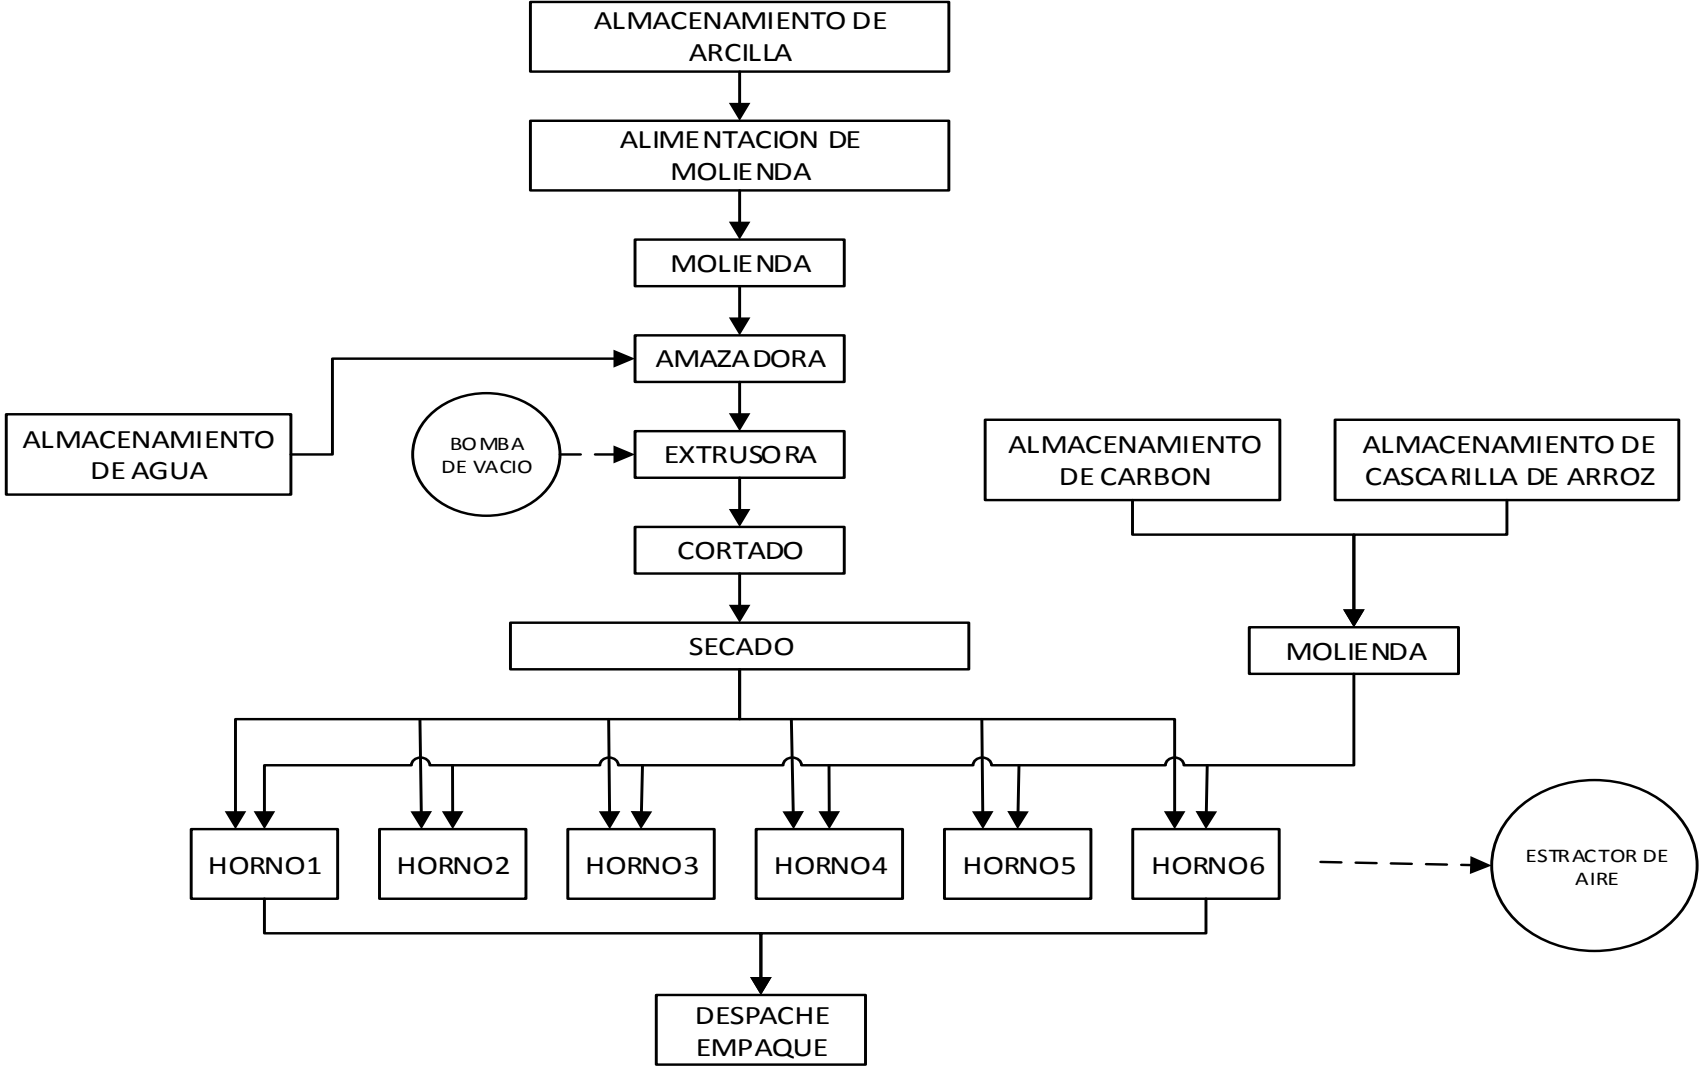 ALMACENAMIENTO DE
ARCILLA
ALIMENTACION DE
MOLIENDA
MOLIENDA
AMAZADORA
ALMACENAMIENTO
DE AGUA
BOMBA
DE VACIO
EXTRUSORA
ALMACENAMIENTO
DE CARBON
ALMACENAMIENTO DE
CASCARILLA DE ARROZ
CORTADO
SECADO
MOLIENDA
HORNO1
HORNO2
HORNO3
HORNO4
HORNO5
HORNO6
ESTRACTOR DE
AIRE
DESPACHE
EMPAQUE